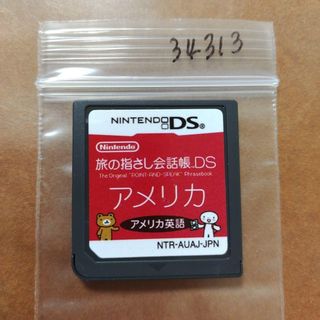 34313
NINTENDO DS®
Nintendo
旅の指さし会話帳DS
The Original "POINT-AND-SPEAK" Phrasebook
アメリカ
アメリカ英語
NTR-AUAJ-JPN